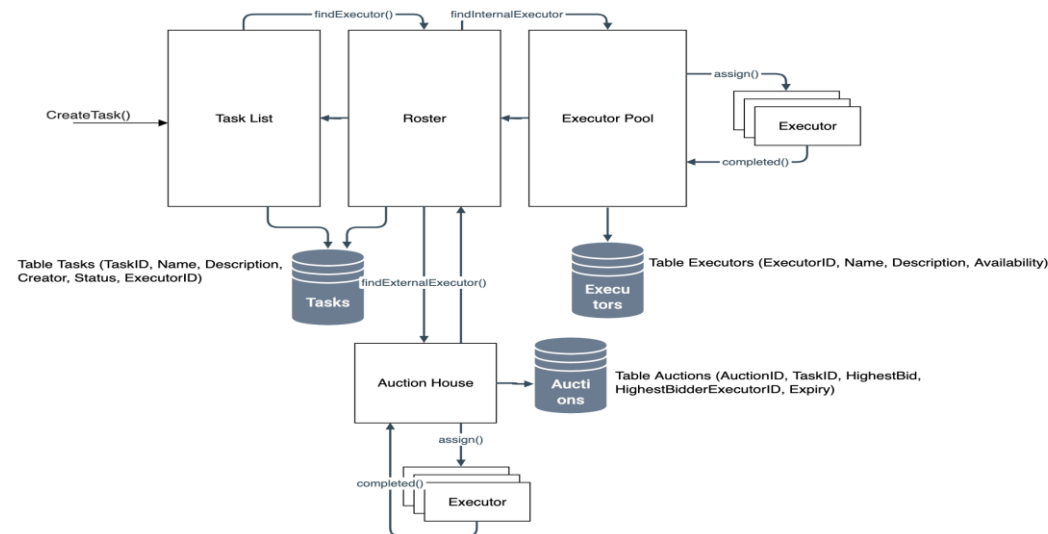 findExecutor()
findInternalExecutor
assign()
CreateTask()
Task List
Roster
Executor Pool
Executor
completed()
Table Tasks (TaskID, Name, Description,
Creator, Status, ExecutorID)
Tasks
findExternalExecutor()
Execu
tors
Table Executors (ExecutorID, Name, Description, Availability)
Auction House
Aucti
ons
Table Auctions (AuctionID, TaskID, HighestBid,
HighestBidderExecutorID, Expiry)
assign()
completed()
Executor